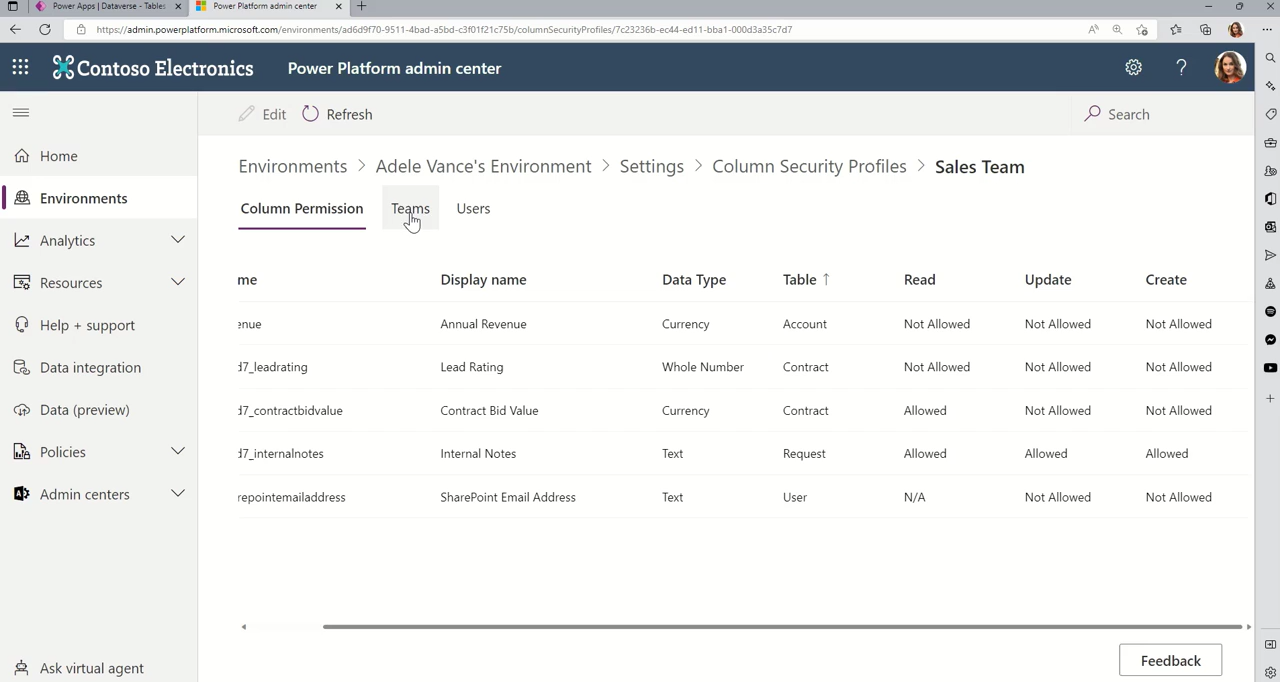 Power Apps | Dataverse - Tables
Power Platform admin center
https://admin.powerplatform.microsoft.com/environments/ad6d9f70-9511-4bad-a5bd-c3f01f21c75b/columnSecurityProfiles/7c23236b-ec44-ed11-bba1-000d3a35c7d7
Contoso Electronics Power Platform admin center ?
Edit Refresh Search
Home
Environments
Analytics
Resources
Help + support
Data integration
Data (preview)
Policies
Admin centers
Ask virtual agent
Environments > Adele Vance's Environment > Settings > Column Security Profiles > Sales Team
Column Permission Teams Users
me Display name Data Type Table ↑ Read Update Create
enue Annual Revenue Currency Account Not Allowed Not Allowed Not Allowed
d7_leadrating Lead Rating Whole Number Contract Not Allowed Not Allowed Not Allowed
d7_contractbidvalue Contract Bid Value Currency Contract Allowed Not Allowed Not Allowed
d7_internalnotes Internal Notes Text Request Allowed Allowed Allowed
repointemailaddress SharePoint Email Address Text User N/A Not Allowed Not Allowed
Feedback